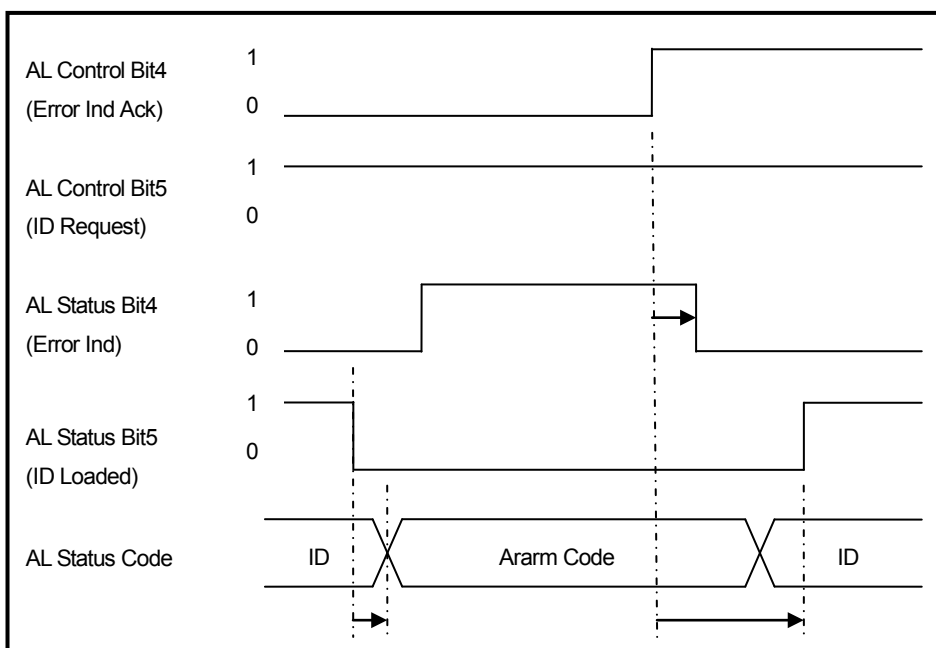 AL Control Bit4
(Error Ind Ack)
1
0
AL Control Bit5
(ID Request)
1
0
AL Status Bit4
(Error Ind)
1
0
AL Status Bit5
(ID Loaded)
1
0
AL Status Code
ID
Ararm Code
ID